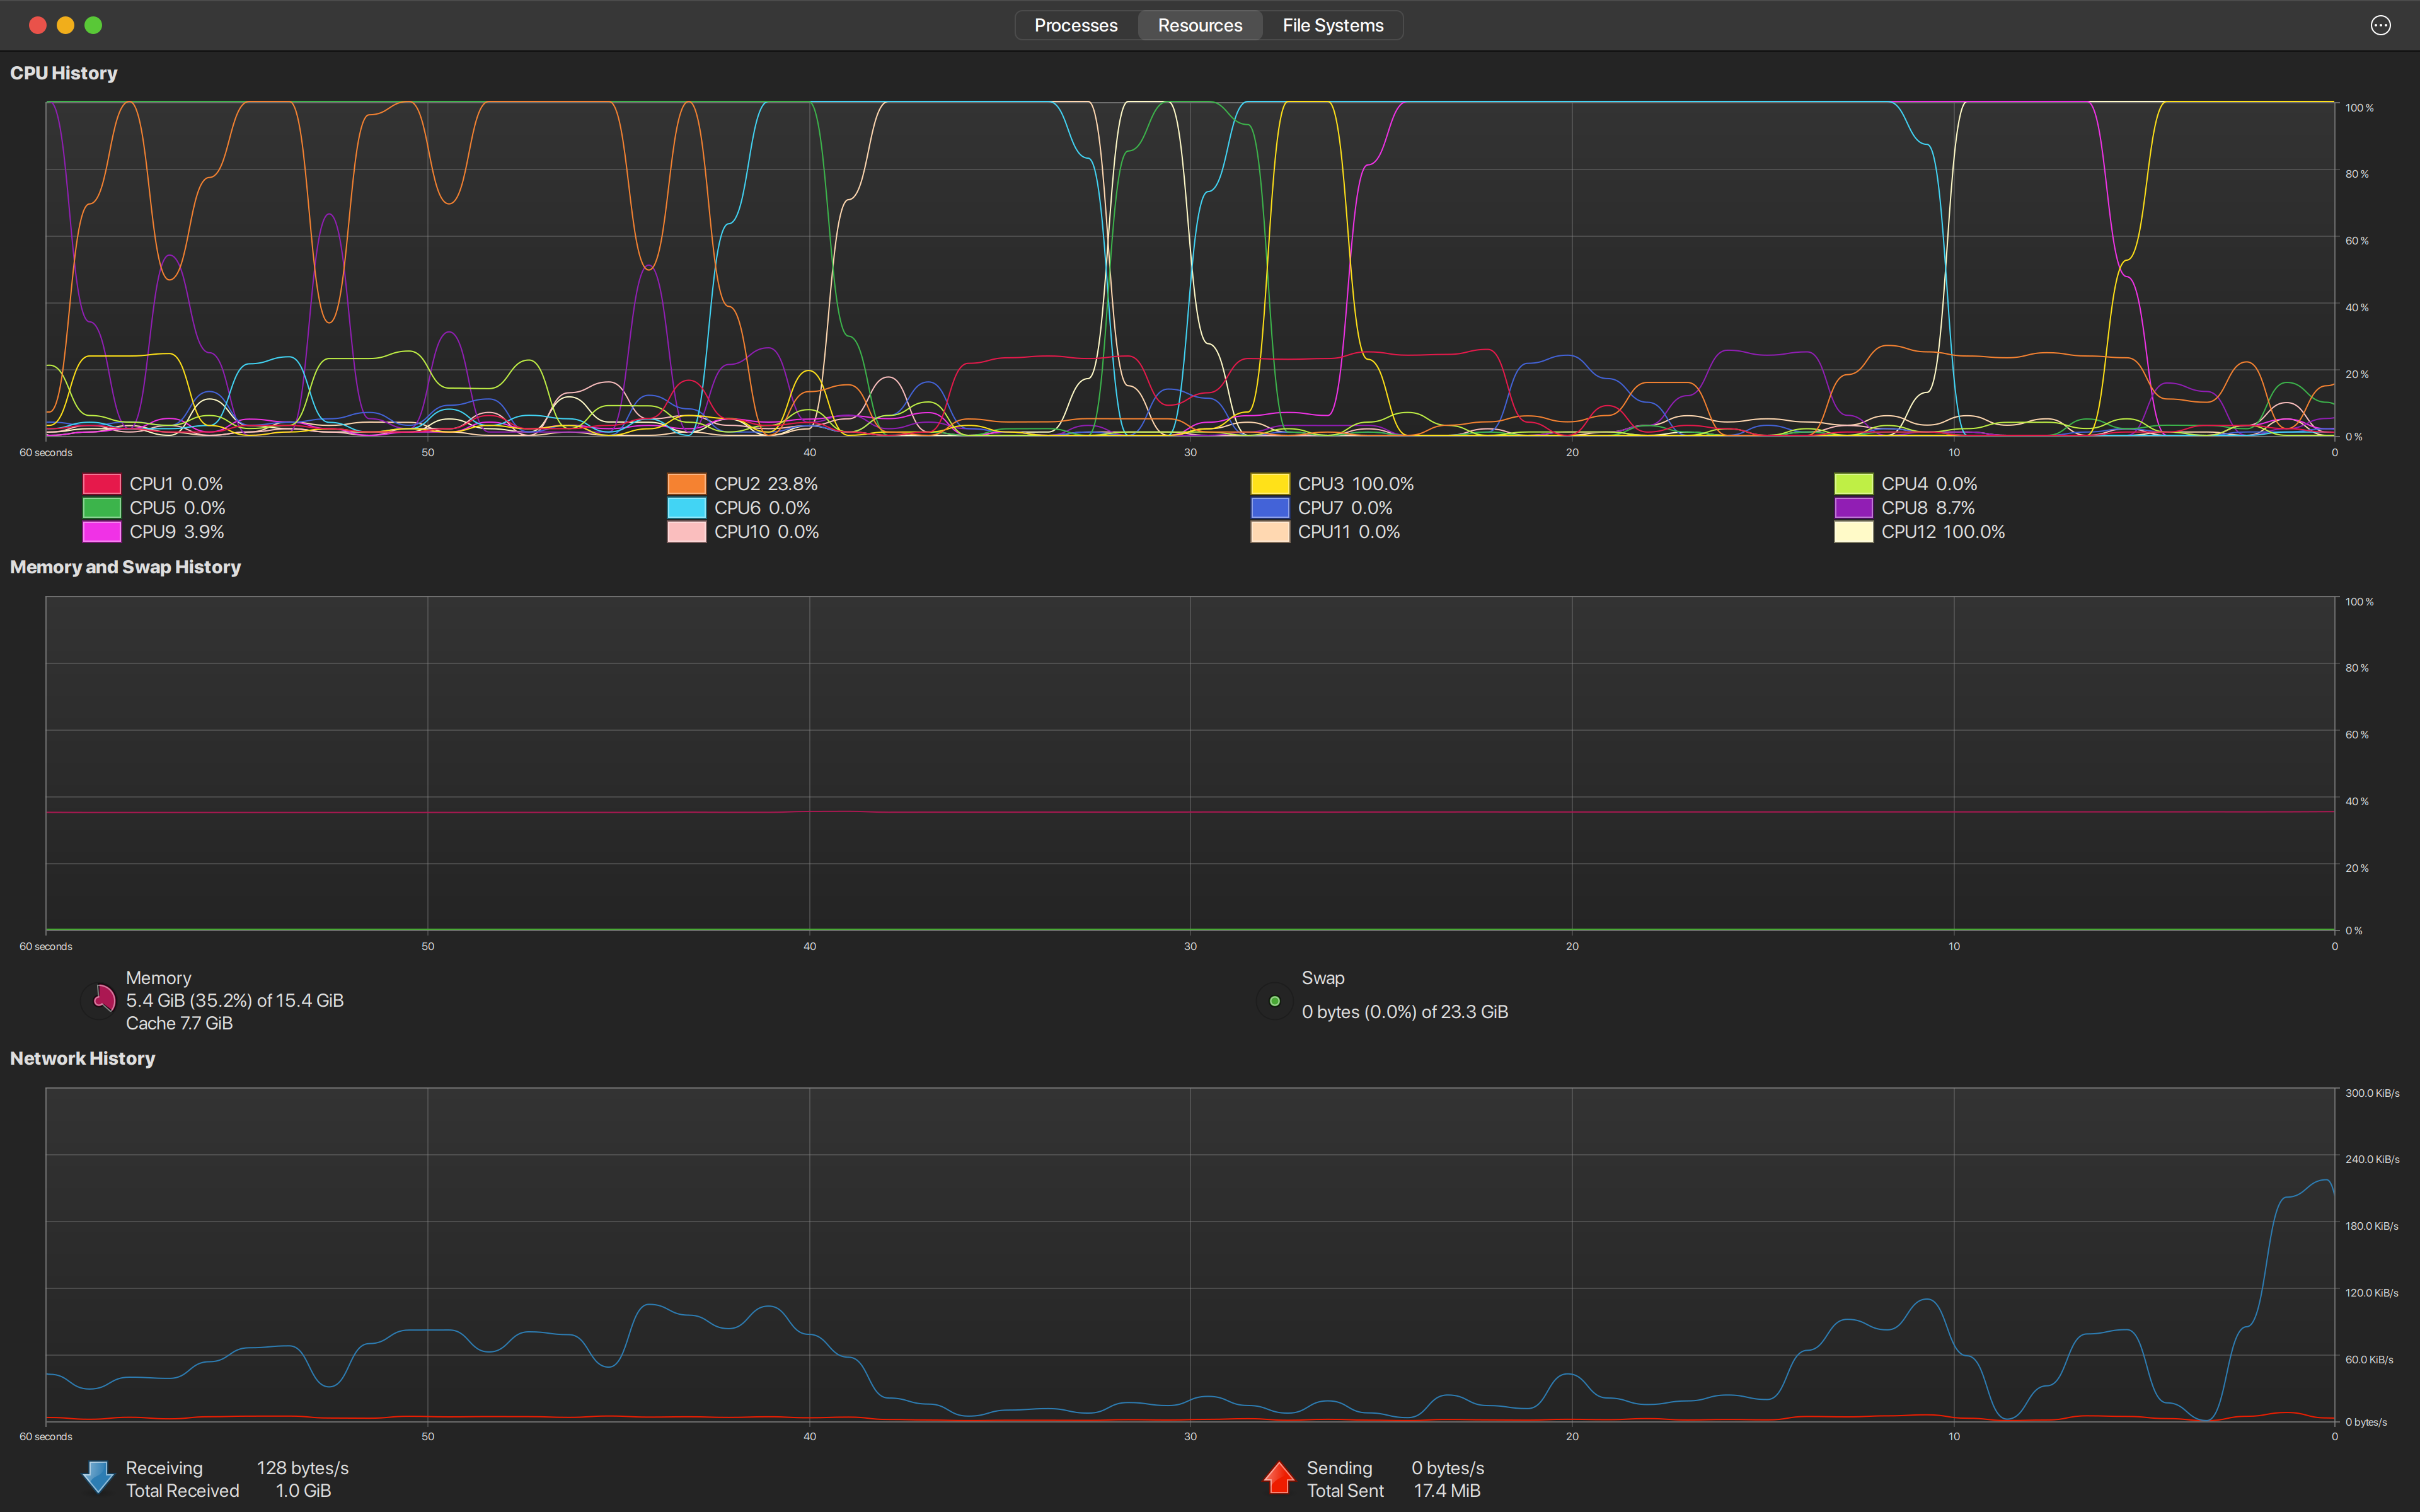 Processes Resources File Systems
CPU History
100 %
80 %
60 %
40 %
20 %
0 %
60 seconds 50 40 30 20 10 0
CPU1 0.0% CPU2 23.8% CPU3 100.0% CPU4 0.0%
CPU5 0.0% CPU6 0.0% CPU7 0.0% CPU8 8.7%
CPU9 3.9% CPU10 0.0% CPU11 0.0% CPU12 100.0%
Memory and Swap History
100 %
80 %
60 %
40 %
20 %
0 %
60 seconds 50 40 30 20 10 0
Memory
5.4 GiB (35.2%) of 15.4 GiB
Cache 7.7 GiB
Swap
0 bytes (0.0%) of 23.3 GiB
Network History
300.0 KiB/s
240.0 KiB/s
180.0 KiB/s
120.0 KiB/s
60.0 KiB/s
0 bytes/s
60 seconds 50 40 30 20 10 0
Receiving 128 bytes/s
Total Received 1.0 GiB
Sending 0 bytes/s
Total Sent 17.4 MiB